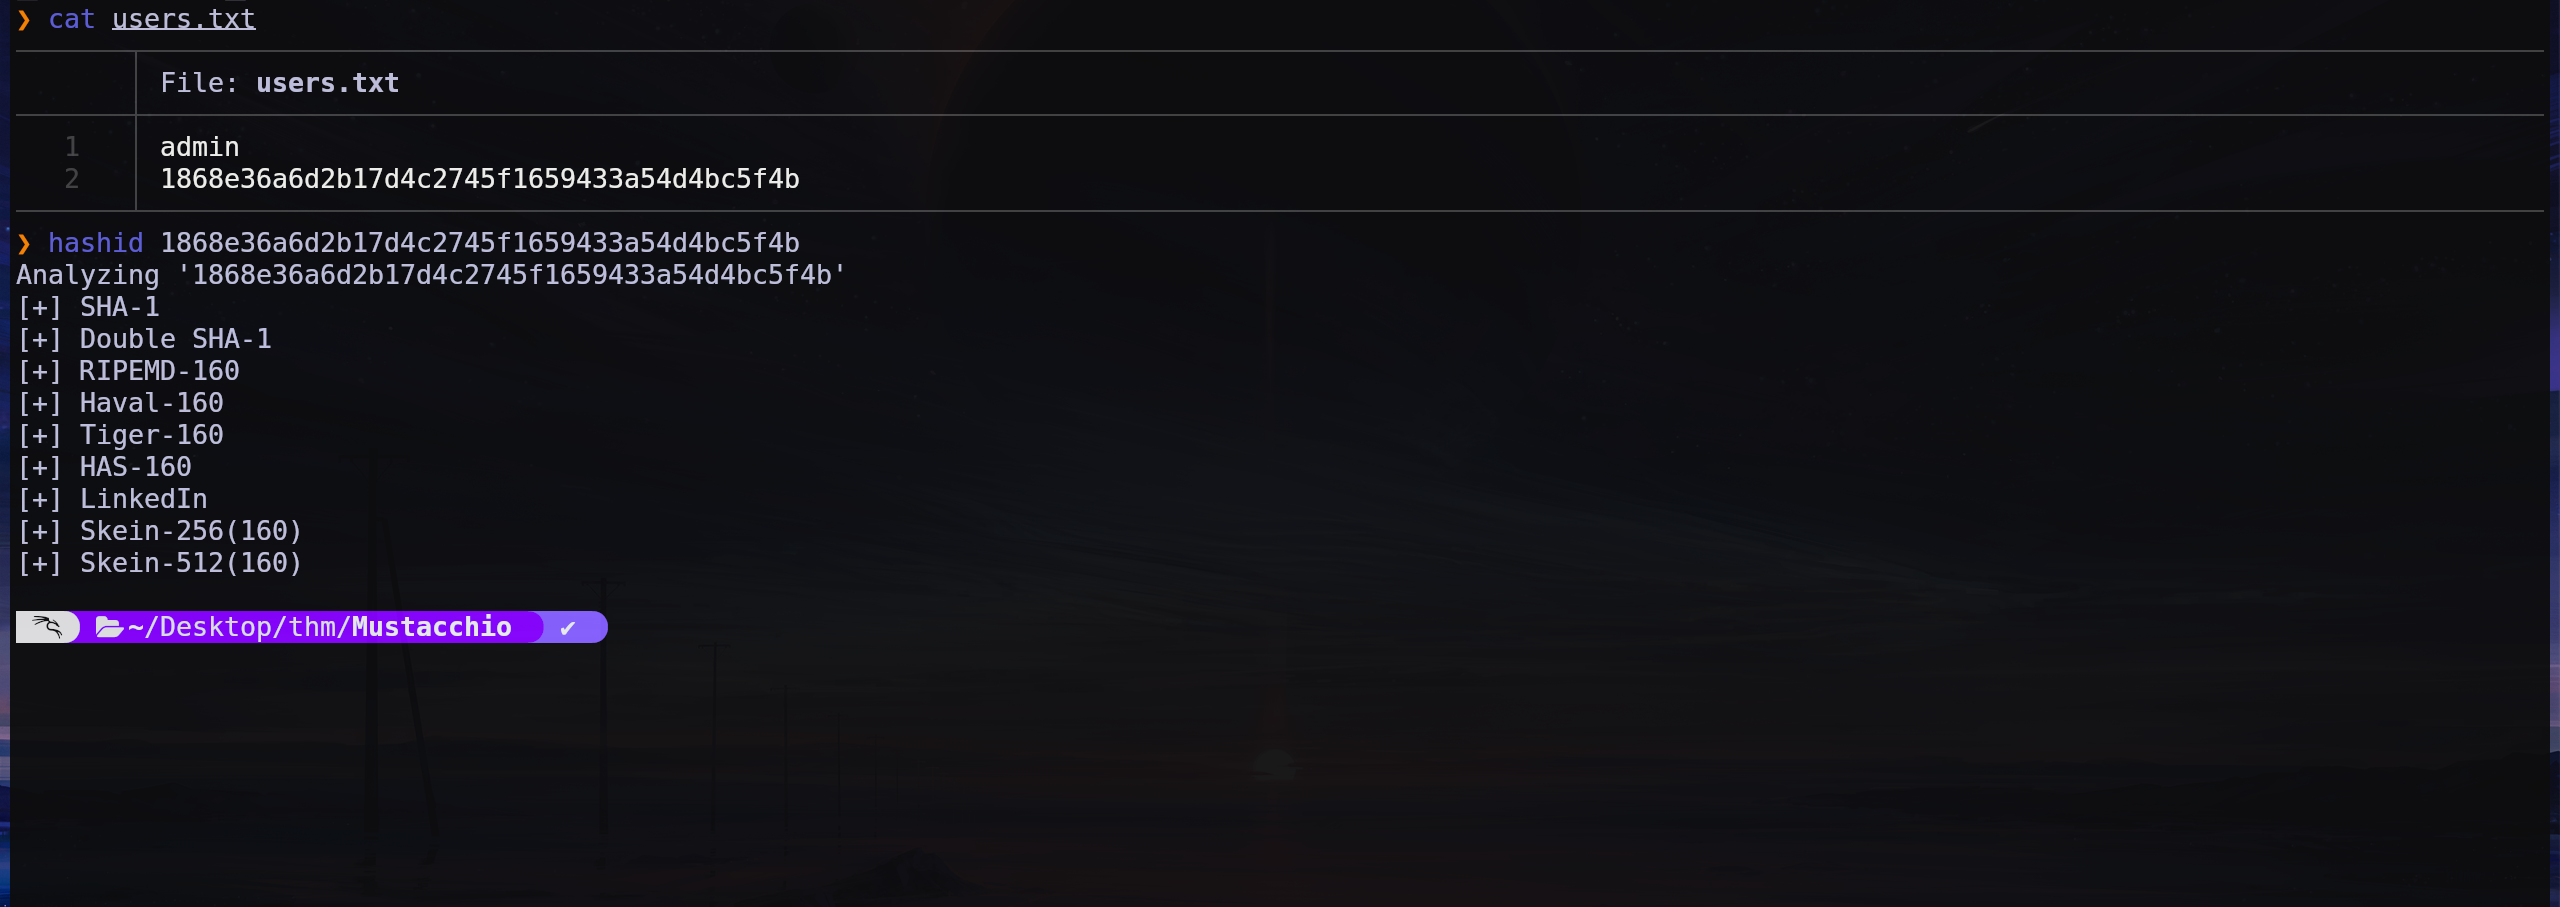 ❯ cat users.txt
File: users.txt
1 admin
2 1868e36a6d2b17d4c2745f1659433a54d4bc5f4b
❯ hashid 1868e36a6d2b17d4c2745f1659433a54d4bc5f4b
Analyzing '1868e36a6d2b17d4c2745f1659433a54d4bc5f4b'
[+] SHA-1
[+] Double SHA-1
[+] RIPEMD-160
[+] Haval-160
[+] Tiger-160
[+] HAS-160
[+] LinkedIn
[+] Skein-256(160)
[+] Skein-512(160)
~/Desktop/thm/Mustacchio ✔